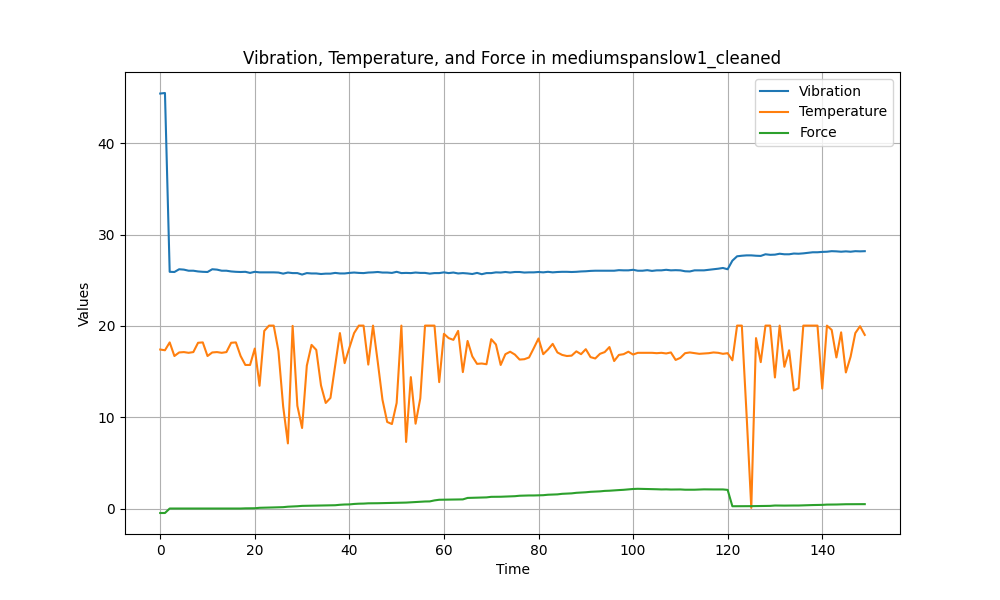 Vibration, Temperature, and Force in mediumspanslow1_cleaned
Vibration
Temperature
Force
Values
40
30
20
10
0
0 20 40 60 80 100 120 140
Time